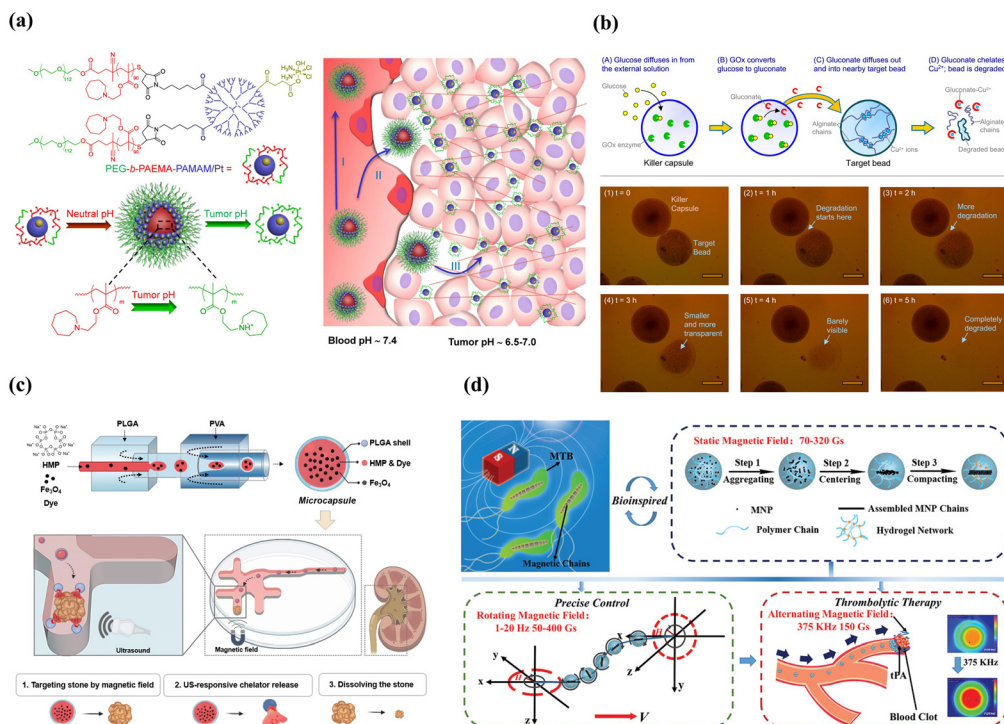 (a)
PEG-b-PAEMA-PAMAM/Pt =
Neutral pH
Tumor pH
Tumor pH
I
II
III
Blood pH ~ 7.4
Tumor pH ~ 6.5-7.0
(b)
(A) Glucose diffuses in from
the external solution
(B) GOx converts
glucose to gluconate
(C) Gluconate diffuses out
and into nearby target bead
(D) Gluconate chelates
Cu²⁺; bead is degraded
Glucose
GOx enzyme
Killer capsule
Gluconate
Alginate
chains
Cu²⁺ ions
Target bead
Gluconate-Cu²⁺
Alginate
chains
Degraded bead
(1) t = 0
Killer
Capsule
Target
Bead
(2) t = 1 h
Degradation
starts here
(3) t = 2 h
More
degradation
(4) t = 3 h
Smaller
and more
transparent
(5) t = 4 h
Barely
visible
(6) t = 5 h
Completely
degraded
(c)
PLGA
PVA
HMP
Fe₃O₄
Dye
PLGA shell
HMP & Dye
Fe₃O₄
Microcapsule
Ultrasound
Magnetic field
1. Targeting stone by magnetic field
2. US-responsive chelator release
3. Dissolving the stone
(d)
S
N
MTB
Magnetic Chains
Bioinspired
Static Magnetic Field: 70-320 Gs
Step 1
Aggregating
Step 2
Centering
Step 3
Compacting
MNP
Assembled MNP Chains
Polymer Chain
Hydrogel Network
Precise Control
Rotating Magnetic Field:
1-20 Hz 50-400 Gs
x
y
z
H
x
y
z
H
V
Thrombolytic Therapy
Alternating Magnetic Field:
375 KHz 150 Gs
tPA
Blood Clot
375 KHz